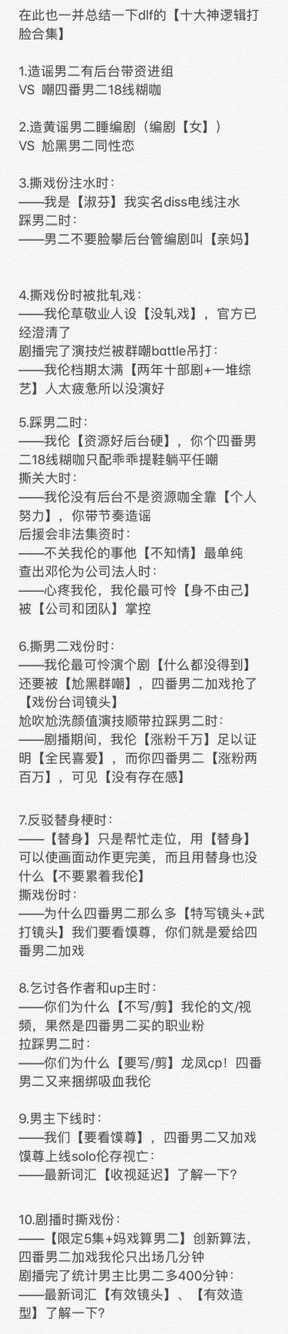 在此也一并总结一下dlf的【十大神逻辑打
脸合集】
1.造谣男二有后台带资进组
VS 嘲四番男二18线糊咖
2.造黄谣男二睡编剧（编剧【女】）
VS 尬黑男二同性恋
3.撕戏份注水时：
——我是【淑芬】我实名diss电线注水
踩男二时：
——男二不要脸攀后台管编剧叫【亲妈】
4.撕戏份时被批轧戏：
——我伦草敬业人设【没轧戏】，官方已
经澄清了
剧播完了演技烂被群嘲battle吊打：
——我伦档期太满【两年十部剧+一堆综
艺】人太疲惫所以没演好
5.踩男二时：
——我伦【资源好后台硬】，你个四番男
二18线糊咖只配乖乖提鞋躺平任嘲
撕关大时：
——我伦没有后台不是资源咖全靠【个人
努力】，你带节奏造谣
后援会非法集资时：
——不关我伦的事他【不知情】最单纯
查出邓伦为公司法人时：
——心疼我伦，我伦最可怜【身不由己】
被【公司和团队】掌控
6.撕男二戏份时：
——我伦最可怜演个剧【什么都没得到】
还要被【尬黑群嘲】，四番男二加戏抢了
【戏份台词镜头】
尬吹尬洗颜值演技顺带拉踩男二时：
——剧播期间，我伦【涨粉千万】足以证
明【全民喜爱】，而你四番男二【涨粉两
百万】，可见【没有存在感】
7.反驳替身梗时：
——【替身】只是帮忙走位，用【替身】
可以使画面动作更完美，而且用替身也没
什么【不要累着我伦】
撕戏份时：
——为什么四番男二那么多【特写镜头+武
打镜头】我们要看馍尊，你们就是爱给四
番男二加戏
8.乞讨各作者和up主时：
——你们为什么【不写/剪】我伦的文/视
频，果然是四番男二买的职业粉
拉踩男二时：
——你们为什么【要写/剪】龙凤cp！四番
男二又来捆绑吸血我伦
9.男主下线时：
——我们【要看馍尊】，四番男二又加戏
馍尊上线solo伦存视亡：
——最新词汇【收视延迟】了解一下？
10.剧播时撕戏份：
——【限定5集+妈戏算男二】创新算法，
四番男二加戏我伦只出场几分钟
剧播完了统计男主比男二多400分钟：
——最新词汇【有效镜头】、【有效造
型】了解一下？